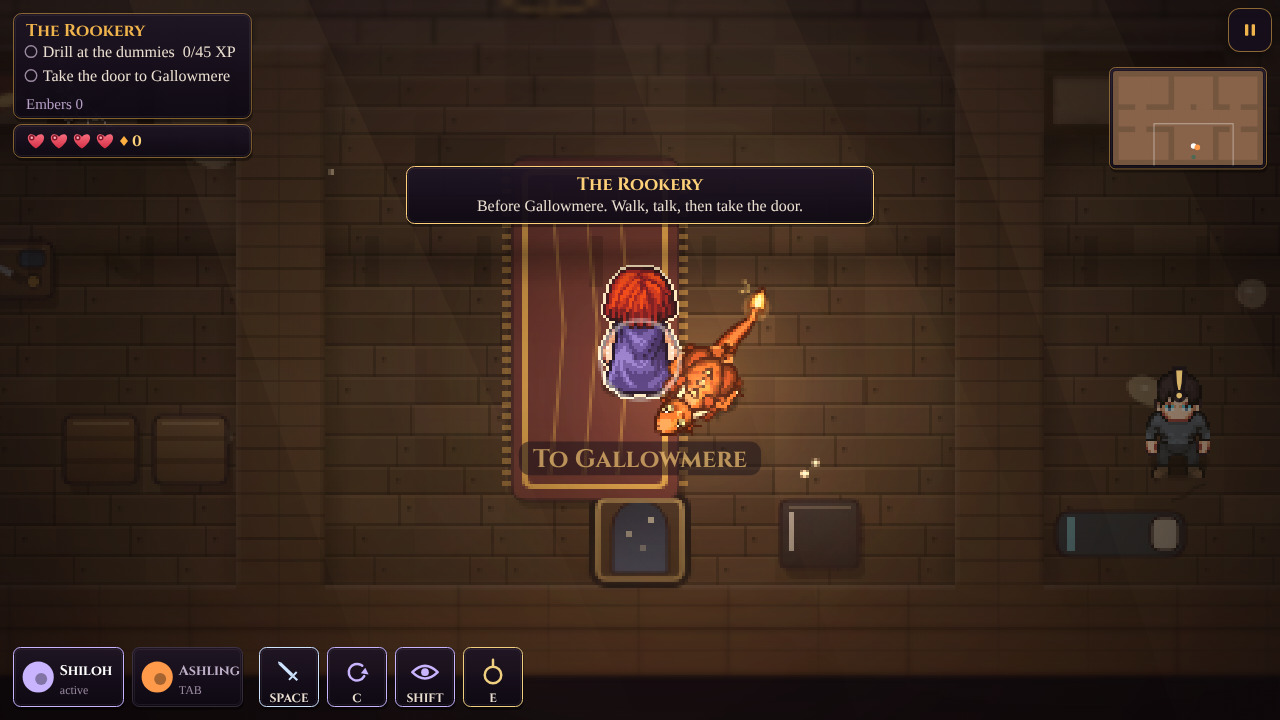 The Rookery
Drill at the dummies 0/45 XP
Take the door to Gallowmere
Embers 0
0
The Rookery
Before Gallowmere. Walk, talk, then take the door.
To Gallowmere
Shiloh
active
Ashling
TAB
SPACE
C
SHIFT
E